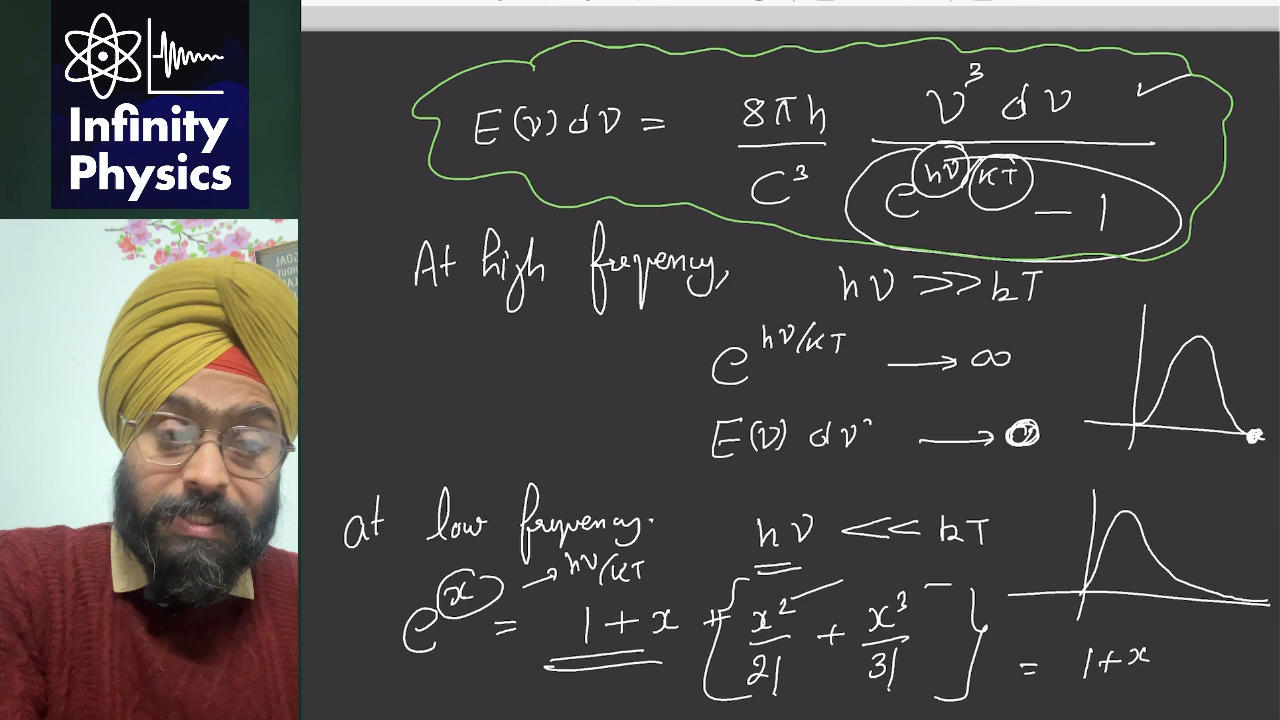 Infinity
Physics
E(ν)dν = 8πh/C³ ν³ dν/(e^(hν/KT) − 1)
At high frequency, hν >> kT
e^(hν/KT) → ∞
E(ν) dν → 0
at low frequency. hν << kT
e^x → hν/KT
= 1 + x + [x²/2! + x³/3!] = 1+x